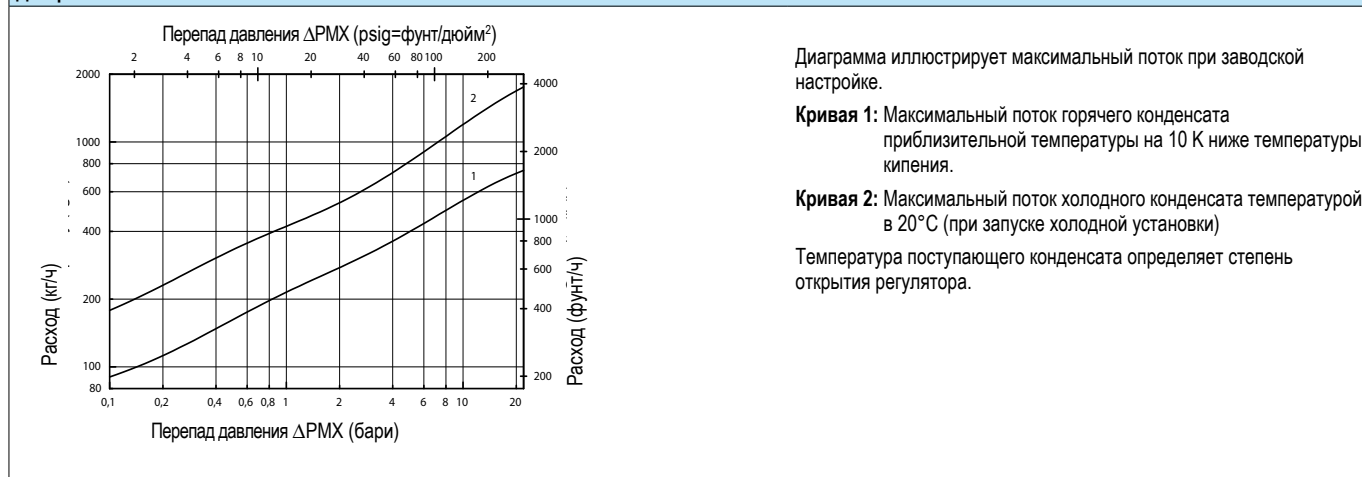 Перепад давления ΔPMX (psig=фунт/дюйм²)
2 4 6 8 10 20 40 60 80 100 200
2000
1000
800
600
400
200
100
80
4000
2000
1000
800
600
400
200
2
1
Расход (кг/ч)
Расход (фунт/ч)
0,1 0,2 0,4 0,6 0,8 1 2 4 6 8 10 20
Перепад давления ΔPMX (бари)
Диаграмма иллюстрирует максимальный поток при заводской
настройке.
Кривая 1: Максимальный поток горячего конденсата
приблизительной температуры на 10 K ниже температуры
кипения.
Кривая 2: Максимальный поток холодного конденсата температурой
в 20°C (при запуске холодной установки)
Температура поступающего конденсата определяет степень
открытия регулятора.